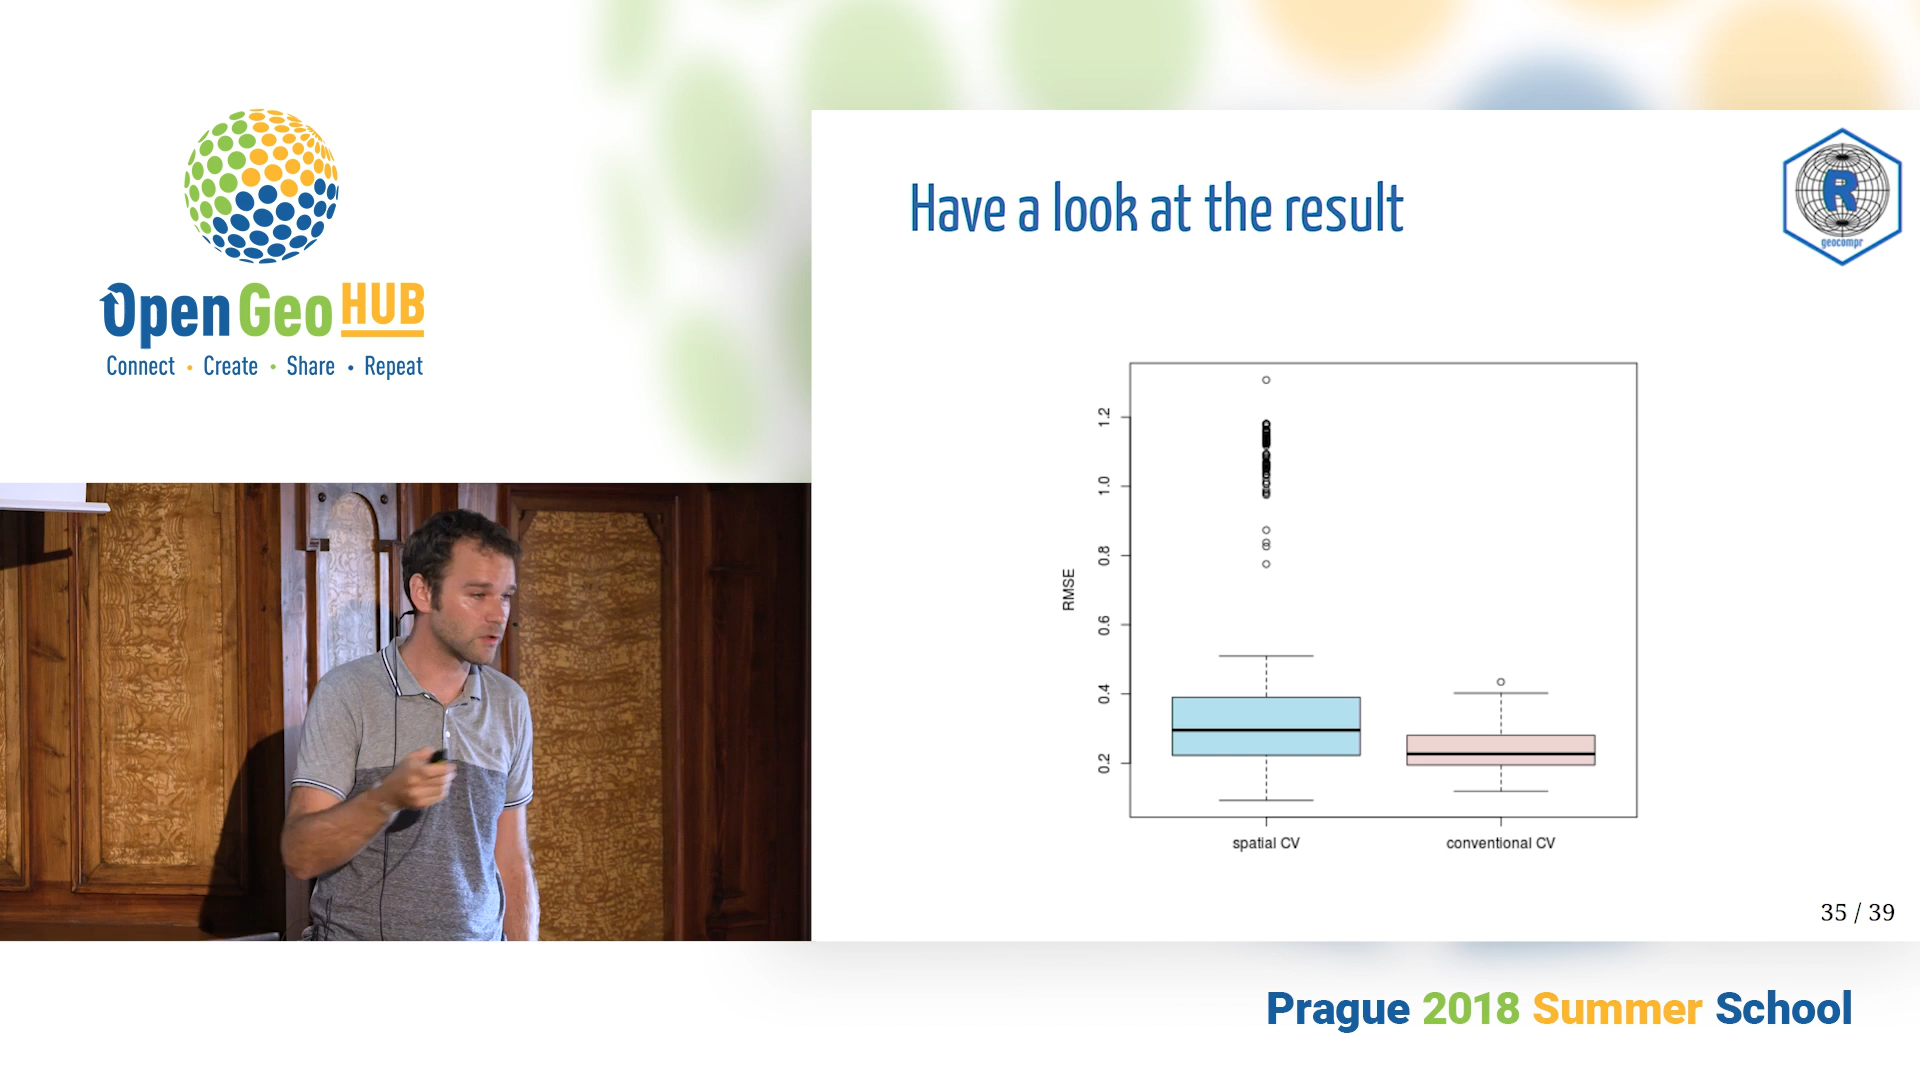 Open Geo HUB
Connect • Create • Share • Repeat
Have a look at the result
R
geocompr
RMSE
1.2
1.0
0.8
0.6
0.4
0.2
spatial CV
conventional CV
35 / 39
Prague 2018 Summer School